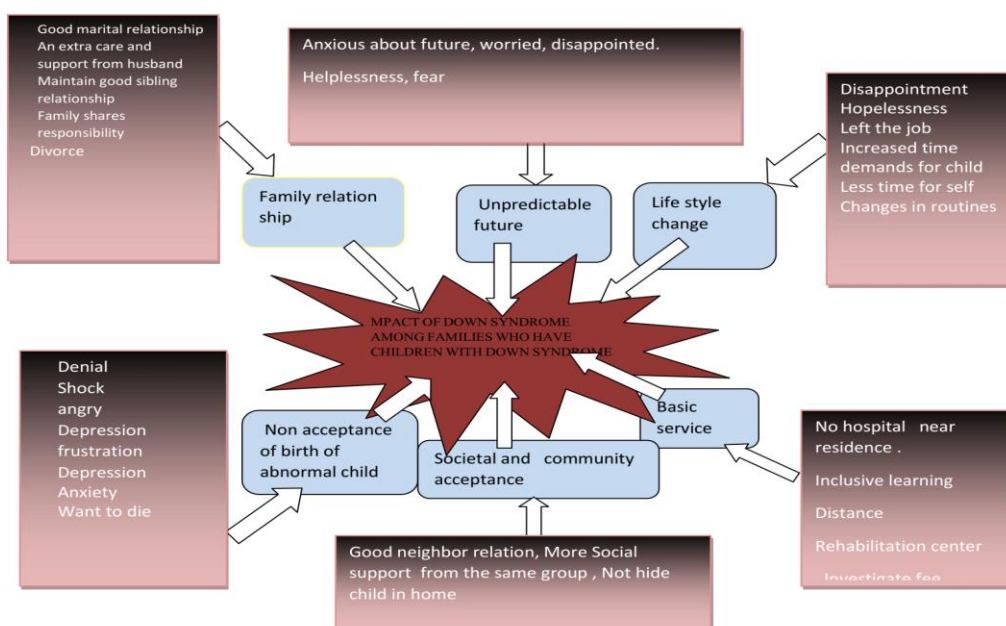 Good marital relationship
An extra care and
support from husband
Maintain good sibling
relationship
Family shares
responsibility
Divorce
Anxious about future, worried, disappointed.
Helplessness, fear
Disappointment
Hopelessness
Left the job
Increased time
demands for child
Less time for self
Changes in routines
Family relation
ship
Unpredictable
future
Life style
change
MPACT OF DOWN SYNDROME
AMONG FAMILIES WHO HAVE
CHILDREN WITH DOWN SYNDROME
Denial
Shock
angry
Depression
frustration
Depression
Anxiety
Want to die
Non acceptance
of birth of
abnormal child
Societal and community
acceptance
Basic
service
No hospital near
residence .
Inclusive learning
Distance
Rehabilitation center
Investigate fee
Good neighbor relation, More Social
support from the same group , Not hide
child in home